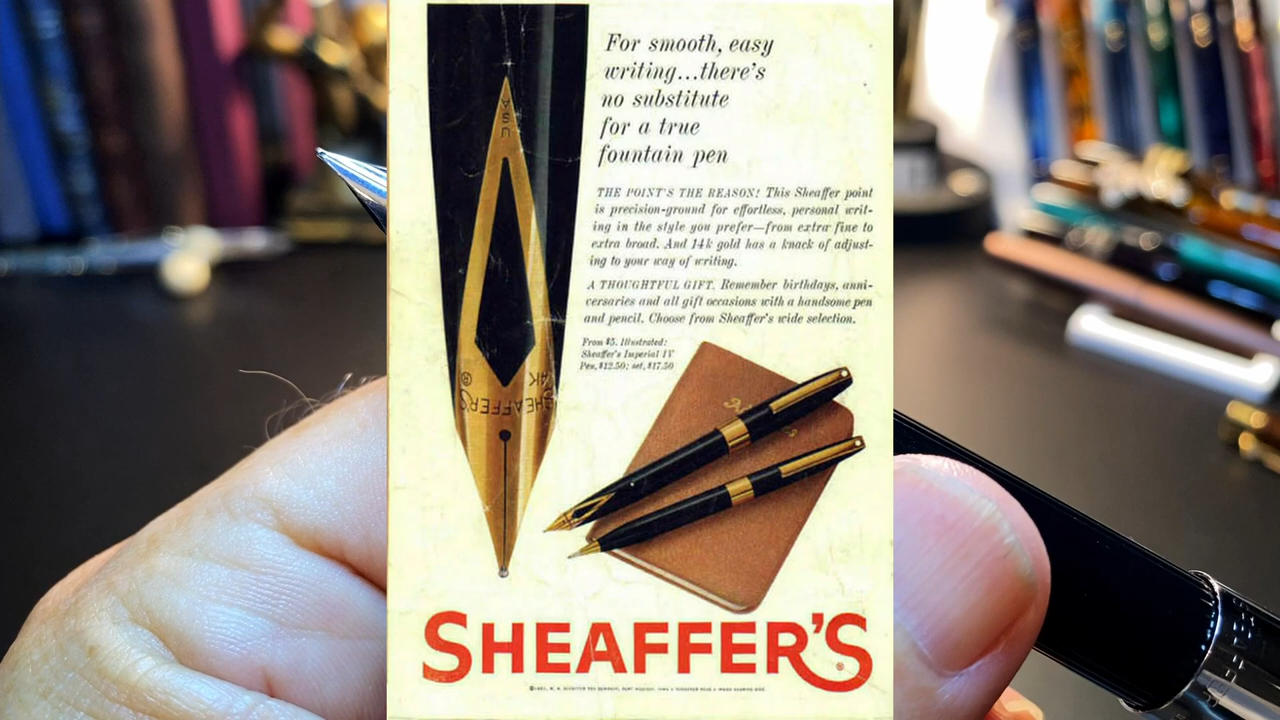 For smooth, easy
writing...there's
no substitute
for a true
fountain pen
THE POINT'S THE REASON! This Sheaffer point
is precision-ground for effortless, personal writ-
ing in the style you prefer—from extra fine to
extra broad. And 14k gold has a knack of adjust-
ing to your way of writing.
A THOUGHTFUL GIFT. Remember birthdays, anni-
versaries and all gift occasions with a handsome pen
and pencil. Choose from Sheaffer's wide selection.
From $5. Illustrated:
Sheaffer's Imperial IV
Pen, $12.50; set, $17.50
USA
14K
SHEAFFER'S®
SHEAFFER'S®